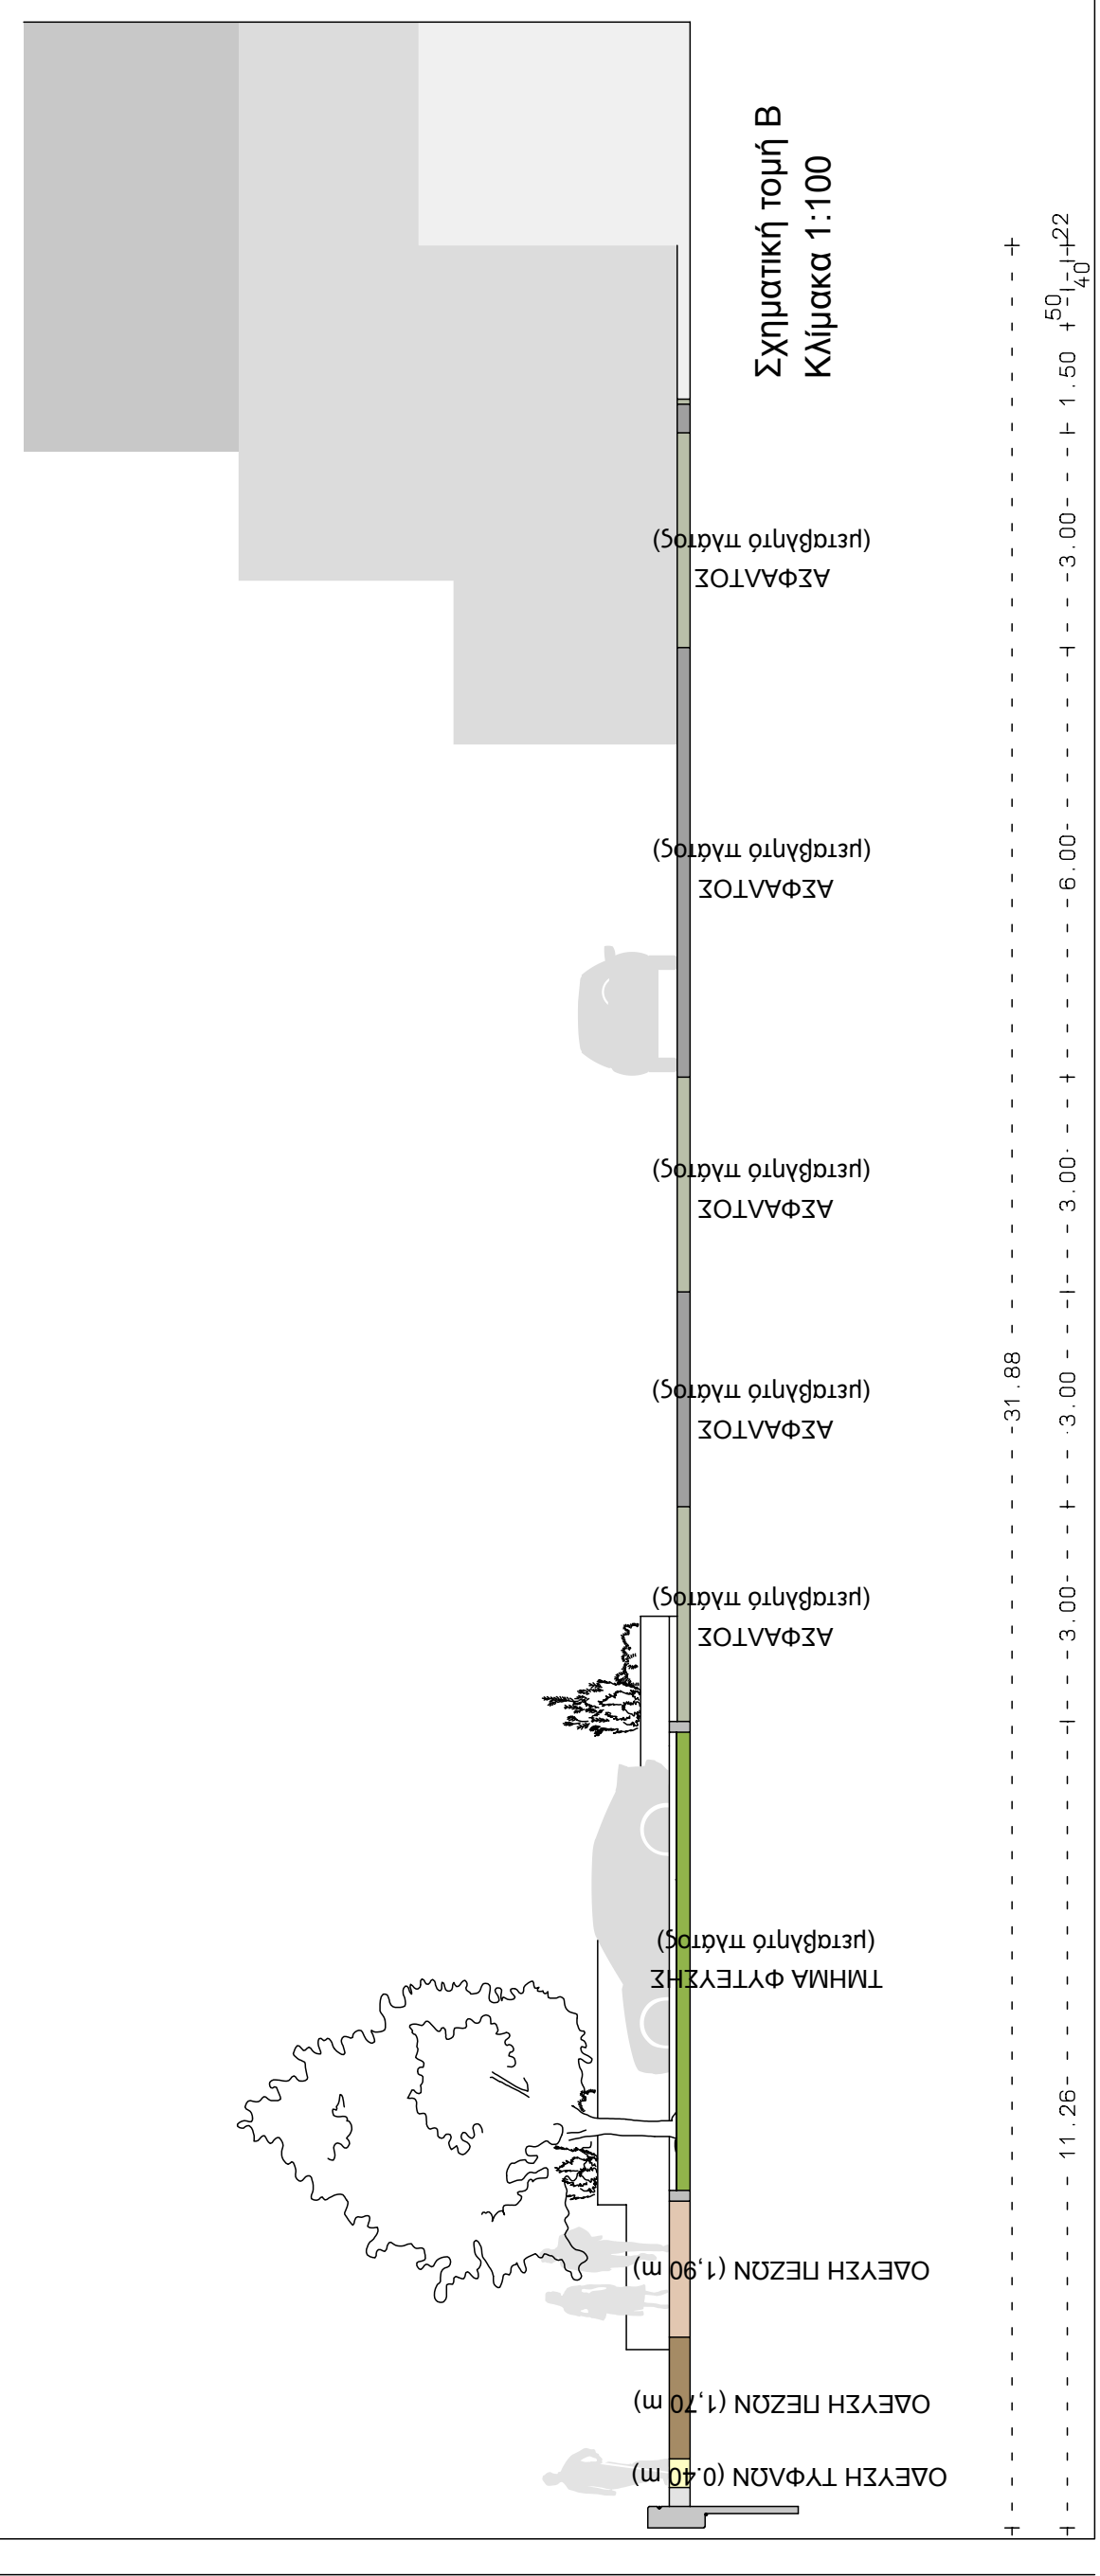 Σχηματική τομή Β
Κλίμακα 1:100
ΟΔΕΥΣΗ ΤΥΦΛΩΝ (0.40 m)
ΟΔΕΥΣΗ ΠΕΖΩΝ (1,70 m)
ΟΔΕΥΣΗ ΠΕΖΩΝ (1,90 m)
ΤΜΗΜΑ ΦΥΤΕΥΣΗΣ
(μεταβλητό πλάτος)
ΑΣΦΑΛΤΟΣ
(μεταβλητό πλάτος)
ΑΣΦΑΛΤΟΣ
(μεταβλητό πλάτος)
ΑΣΦΑΛΤΟΣ
(μεταβλητό πλάτος)
ΑΣΦΑΛΤΟΣ
(μεταβλητό πλάτος)
ΑΣΦΑΛΤΟΣ
(μεταβλητό πλάτος)
31.88
11.26
3.00
3.00
3.00
6.00
3.00
1.50
50
40
22